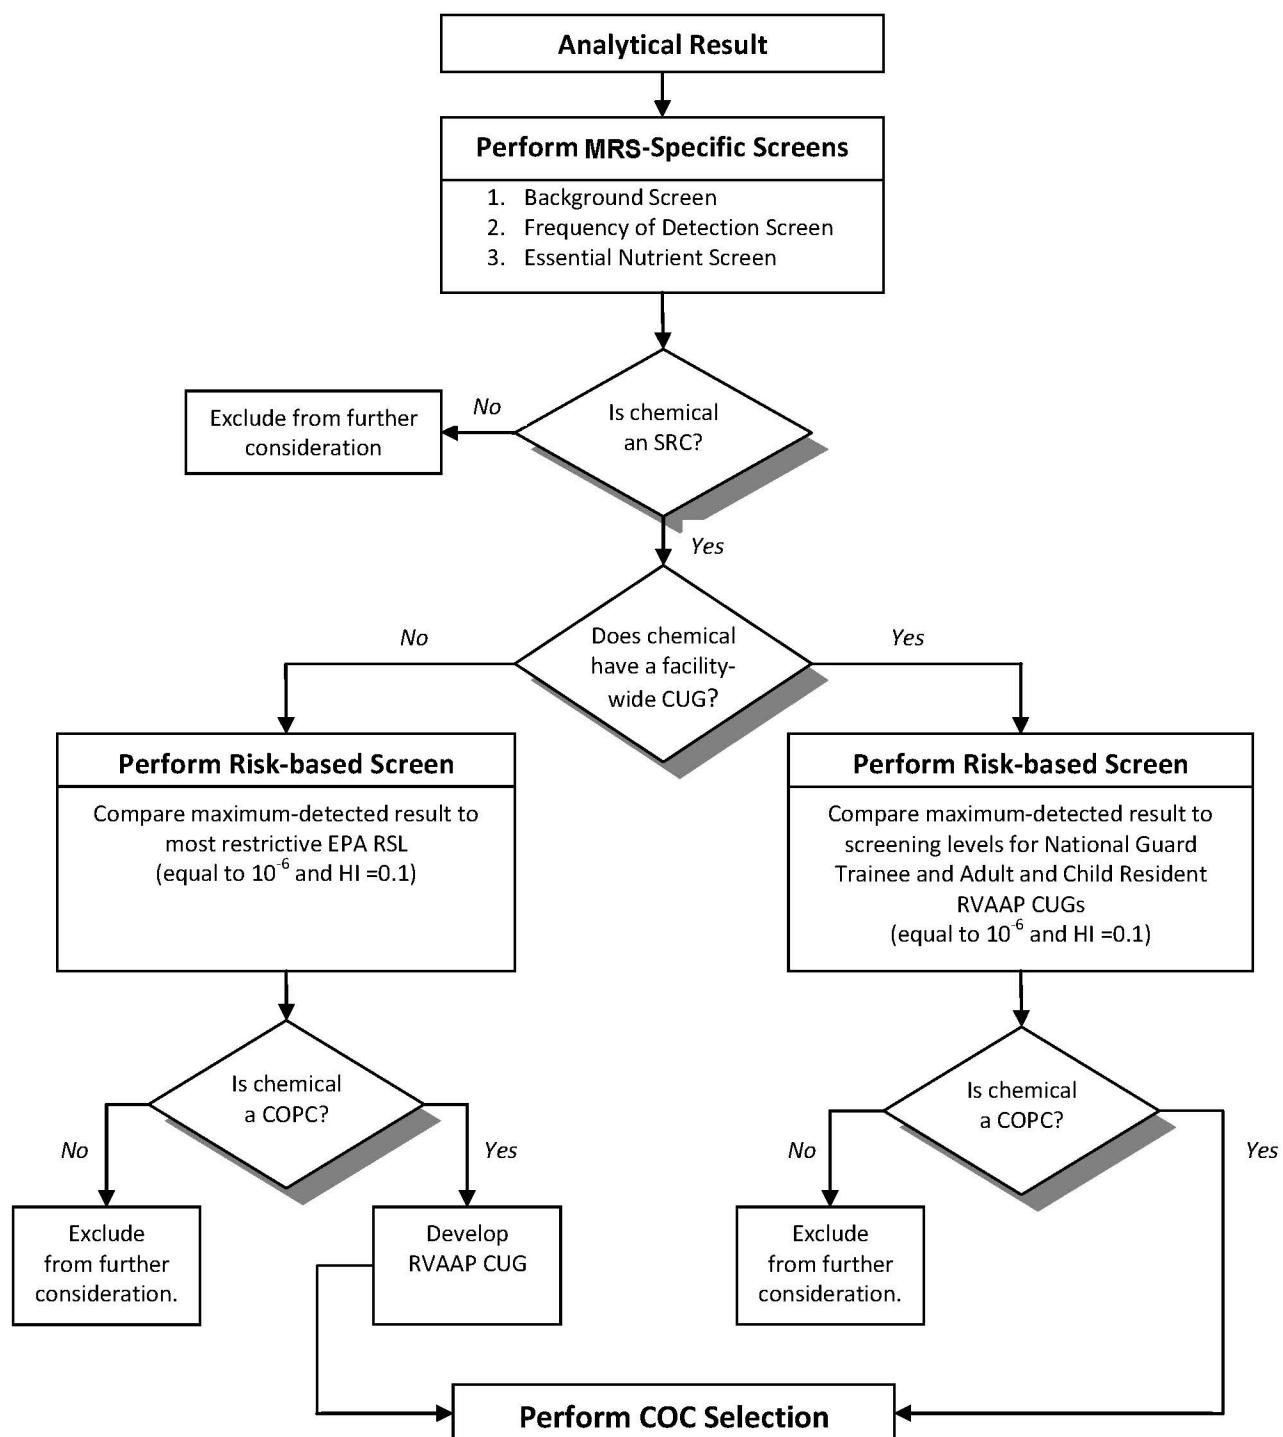 Analytical Result
Perform MRS-Specific Screens
1. Background Screen
2. Frequency of Detection Screen
3. Essential Nutrient Screen
Is chemical
an SRC?
No
Exclude from further
consideration
Yes
Does chemical
have a facility-
wide CUG?
No
Yes
Perform Risk-based Screen
Compare maximum-detected result to
most restrictive EPA RSL
(equal to 10⁻⁶ and HI =0.1)
Perform Risk-based Screen
Compare maximum-detected result to
screening levels for National Guard
Trainee and Adult and Child Resident
RVAAP CUGs
(equal to 10⁻⁶ and HI =0.1)
Is chemical
a COPC?
No
Yes
Exclude
from further
consideration.
Develop
RVAAP CUG
Is chemical
a COPC?
No
Yes
Exclude
from further
consideration.
Perform COC Selection